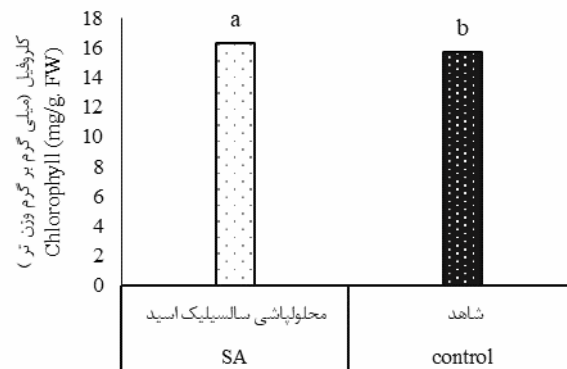 کلروفیل (میلی گرم بر گرم وزن تر)
Chlorophyll (mg/g. FW)
18
16
14
12
10
8
6
4
2
0
a
b
محلولپاشی سالسیلیک اسید
شاهد
SA
control